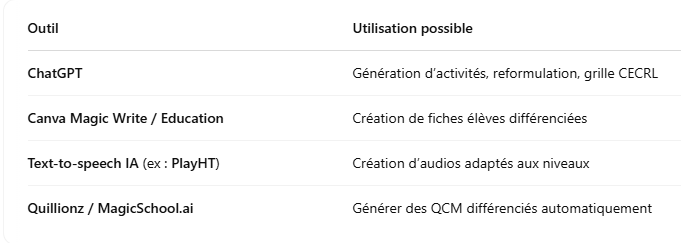 Outil Utilisation possible
ChatGPT Génération d’activités, reformulation, grille CECRL
Canva Magic Write / Education Création de fiches élèves différenciées
Text-to-speech IA (ex : PlayHT) Création d’audios adaptés aux niveaux
Quillionz / MagicSchool.ai Générer des QCM différenciés automatiquement